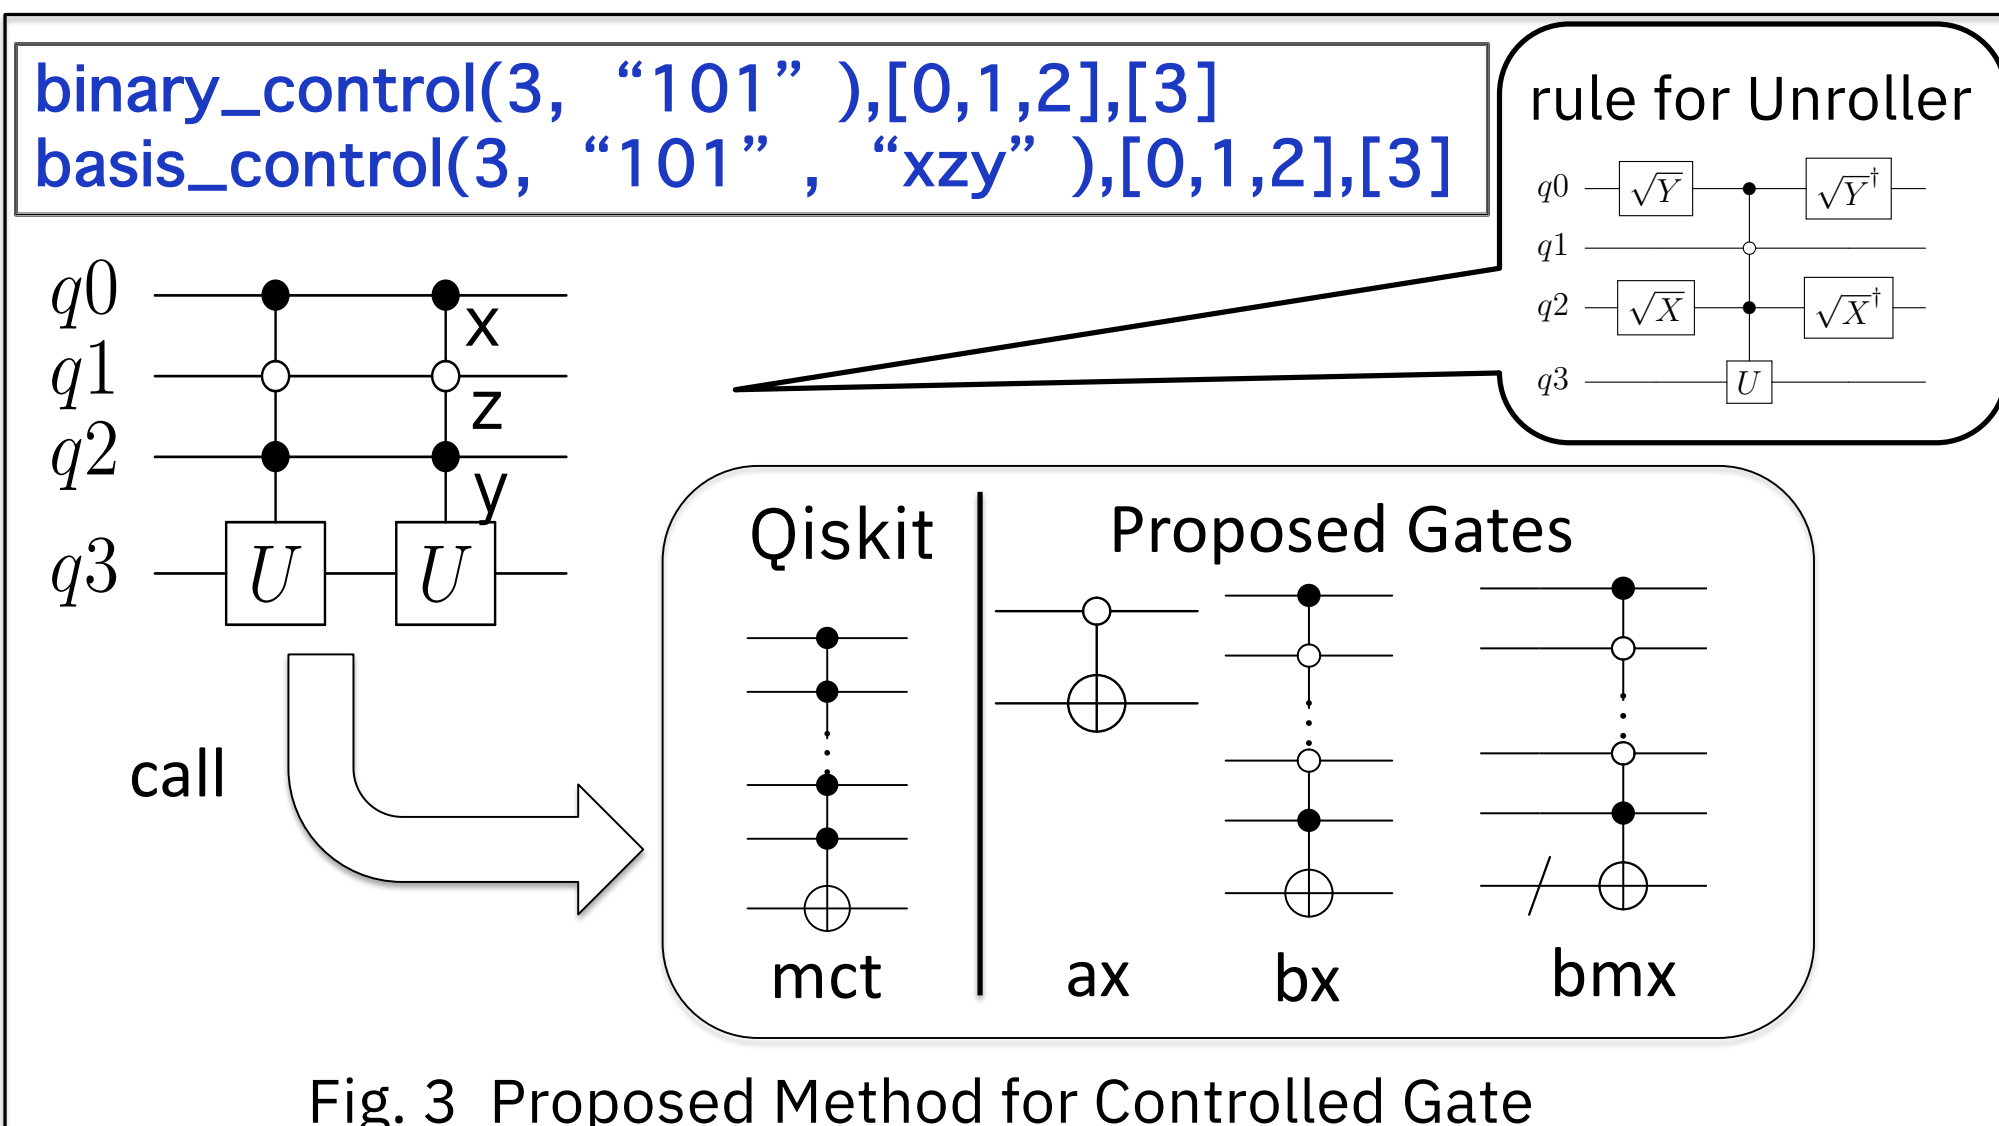 binary_control(3, “101” ),[0,1,2],[3]
basis_control(3, “101” , “xzy” ),[0,1,2],[3]
rule for Unroller
q0 √Y √Y†
q1
q2 √X √X†
q3 U
q0 x
q1 z
q2 y
q3 U U
call
Qiskit Proposed Gates
mct ax bx bmx
Fig. 3 Proposed Method for Controlled Gate